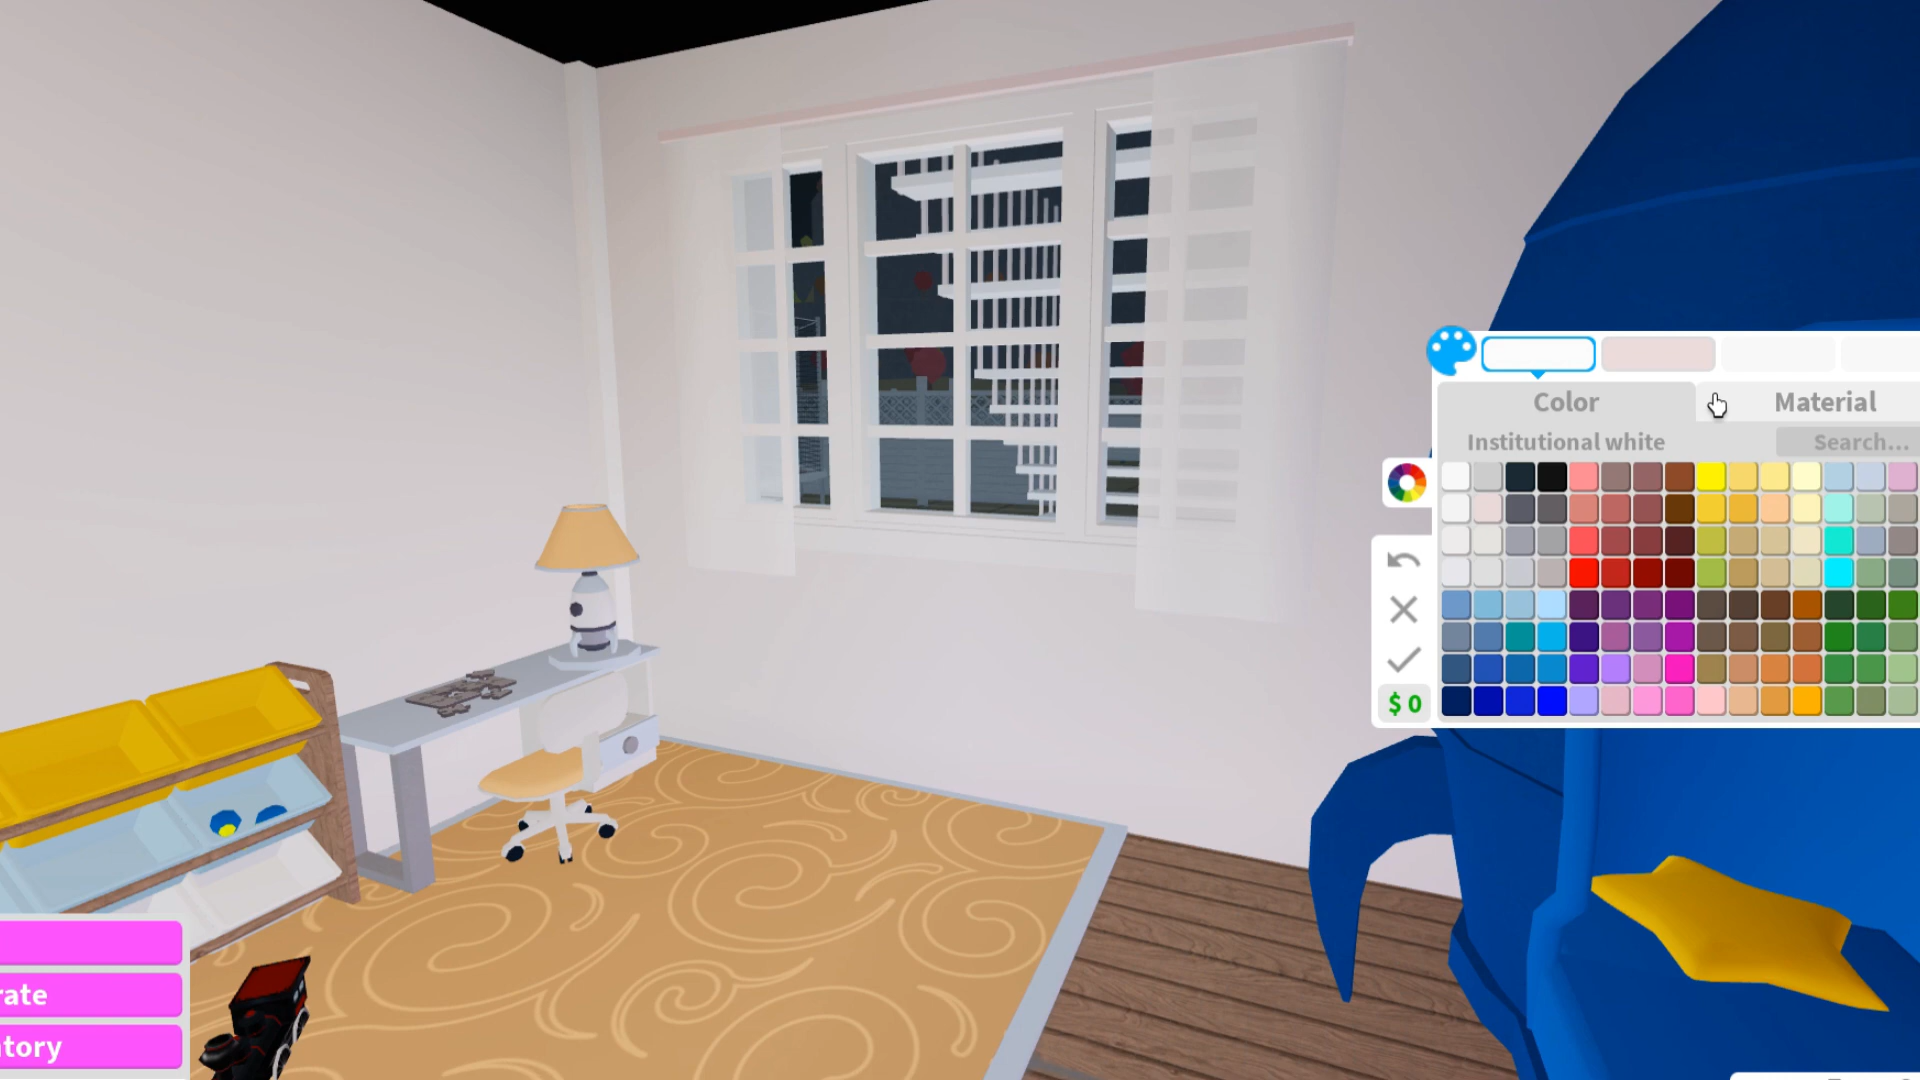 Color
Material
Institutional white
Search...
$ 0
rate
tory